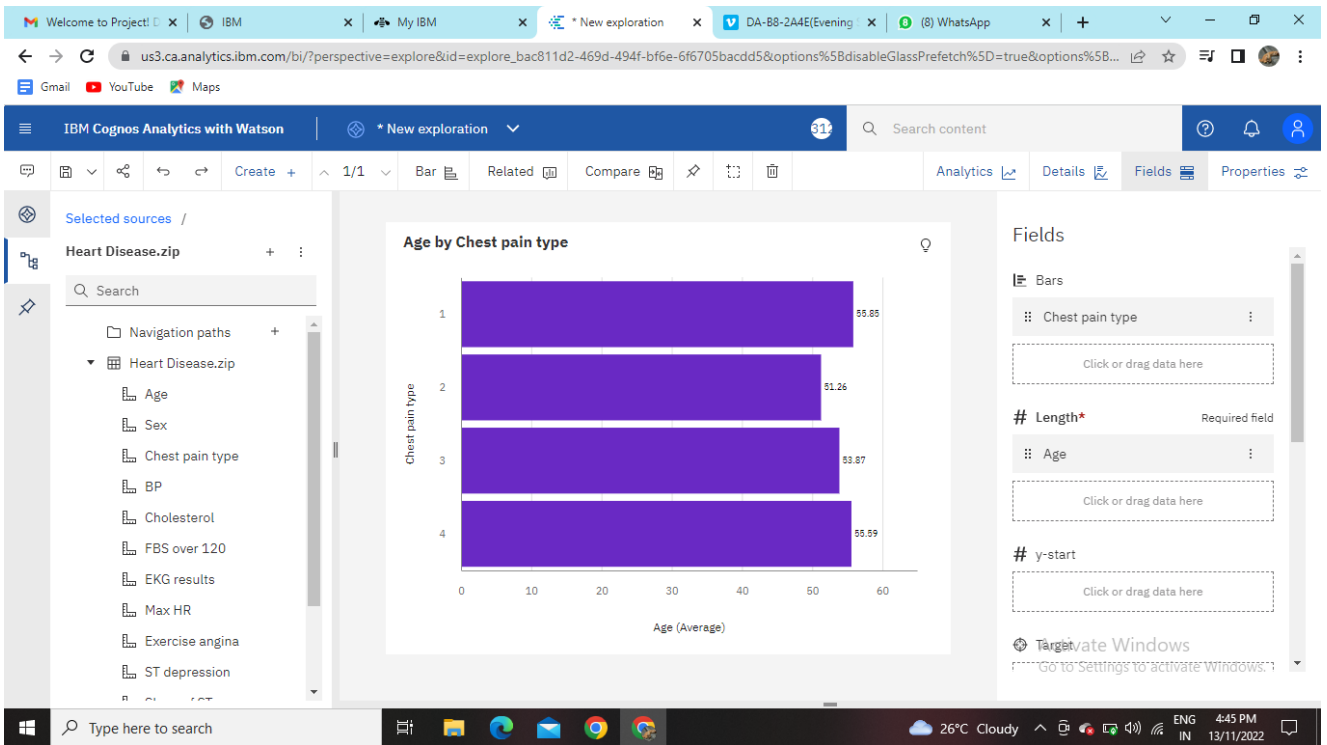 Welcome to Project! D
IBM
My IBM
* New exploration
DA-B8-2A4E(Evening
(8) WhatsApp
us3.ca.analytics.ibm.com/bi/?perspective=explore&id=explore_bac811d2-469d-494f-bf6e-6f6705bacdd5&options%5BdisableGlassPrefetch%5D=true&options%5B...
Gmail
YouTube
Maps
IBM Cognos Analytics with Watson
* New exploration
312
Search content
Create +
1/1
Bar
Related
Compare
Analytics
Details
Fields
Properties
Selected sources /
Heart Disease.zip
Search
Navigation paths
Heart Disease.zip
Age
Sex
Chest pain type
BP
Cholesterol
FBS over 120
EKG results
Max HR
Exercise angina
ST depression
Age by Chest pain type
Chest pain type
1
55.85
2
51.26
3
53.87
4
55.59
0 10 20 30 40 50 60
Age (Average)
Fields
Bars
Chest pain type
Click or drag data here
# Length*
Required field
Age
Click or drag data here
# y-start
Click or drag data here
Target
Activate Windows
Go to Settings to activate Windows.
Type here to search
26°C Cloudy
ENG
IN
4:45 PM
13/11/2022